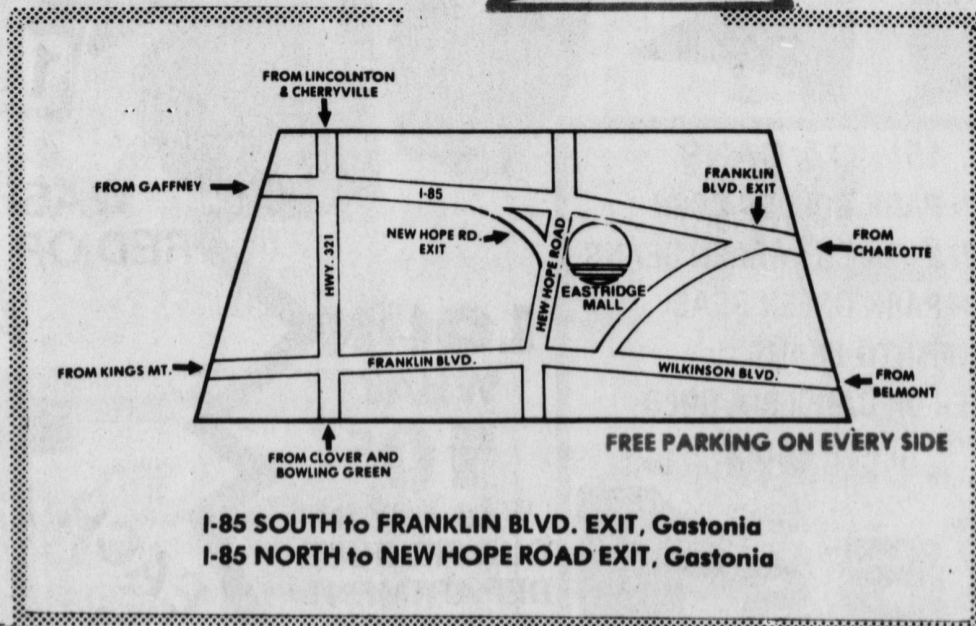 FROM LINCOLNTON
& CHERRYVILLE
FROM GAFFNEY
I-85
FRANKLIN
BLVD. EXIT
NEW HOPE RD.
EXIT
FROM
CHARLOTTE
HWY. 321
NEW HOPE ROAD
EASTRIDGE
MALL
FROM KINGS MT.
FRANKLIN BLVD.
WILKINSON BLVD.
FROM
BELMONT
FROM CLOVER AND
BOWLING GREEN
FREE PARKING ON EVERY SIDE
I-85 SOUTH to FRANKLIN BLVD. EXIT, Gastonia
I-85 NORTH to NEW HOPE ROAD EXIT, Gastonia